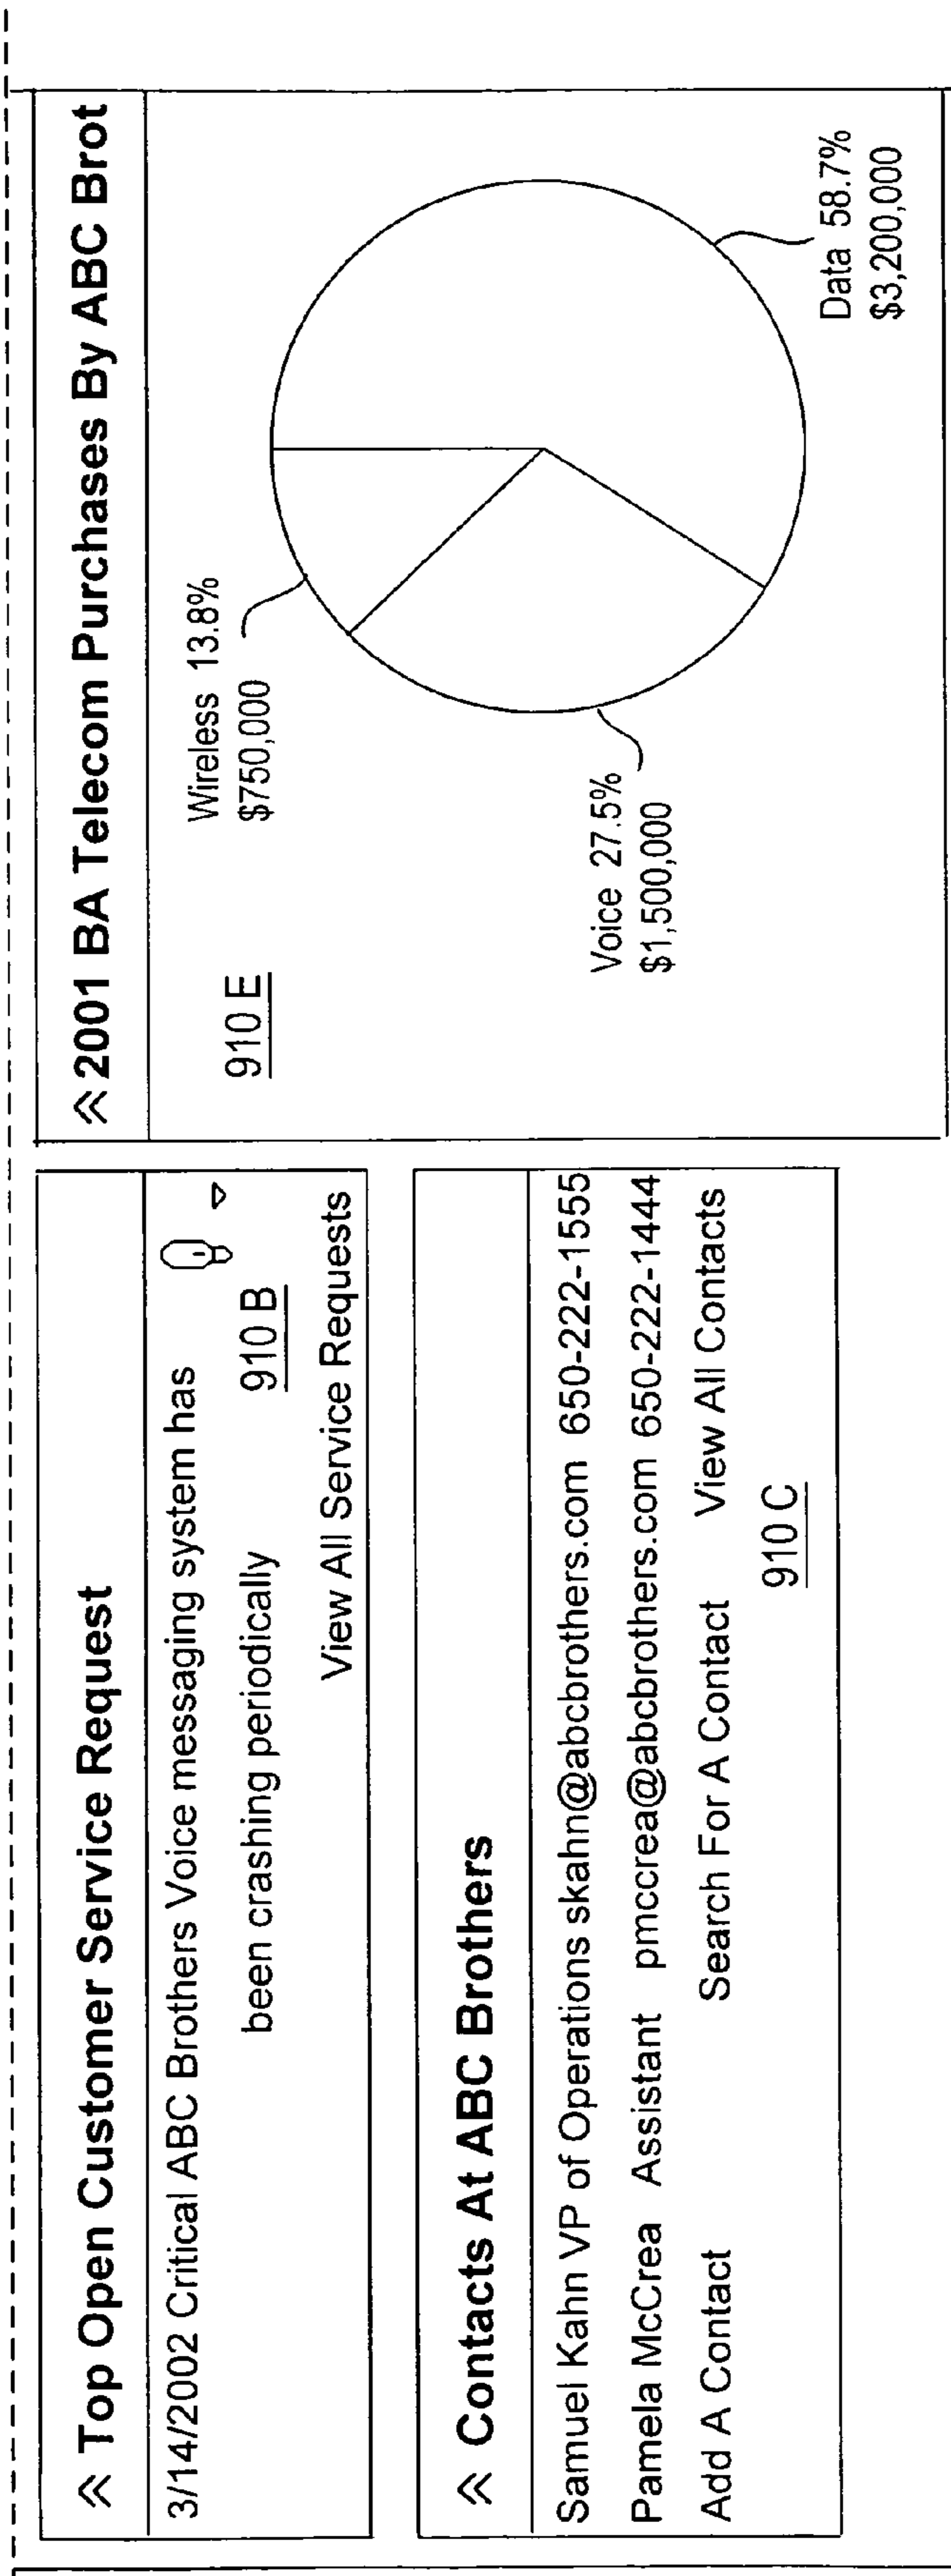 Top Open Customer Service Request
3/14/2002 Critical ABC Brothers Voice messaging system has
been crashing periodically
910 B
View All Service Requests
Contacts At ABC Brothers
Samuel Kahn VP of Operations skahn@abcbrothers.com 650-222-1555
Pamela McCrea Assistant pmccrea@abcbrothers.com 650-222-1444
Add A Contact Search For A Contact View All Contacts
910 C
2001 BA Telecom Purchases By ABC Brot
910 E
Wireless 13.8%
$750,000
Voice 27.5%
$1,500,000
Data 58.7%
$3,200,000